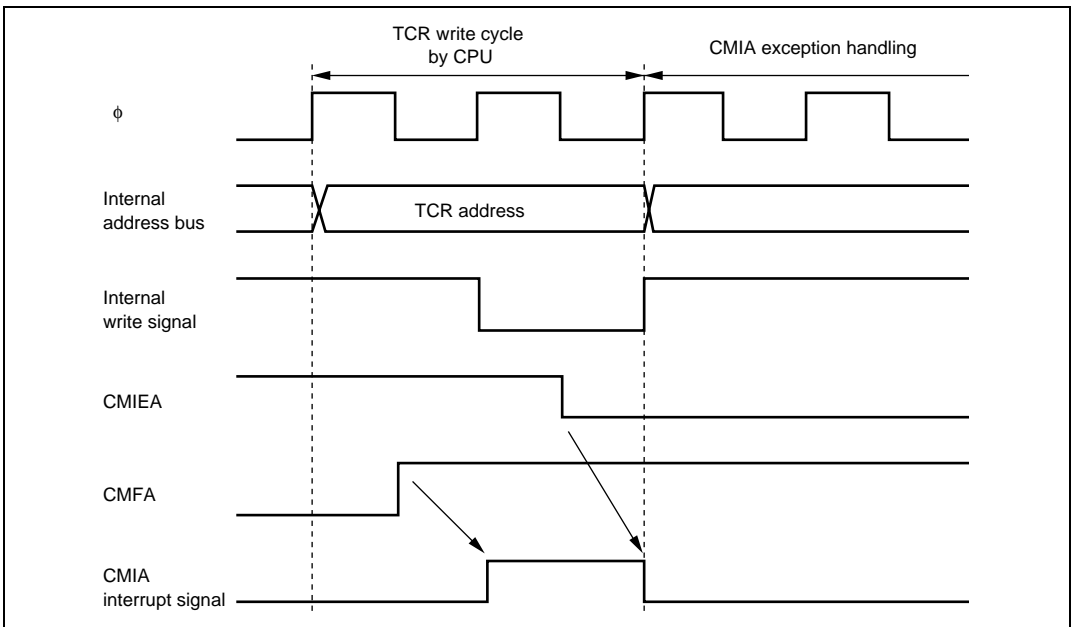 TCR write cycle
by CPU
CMIA exception handling
ϕ
Internal
address bus
TCR address
Internal
write signal
CMIEA
CMFA
CMIA
interrupt signal